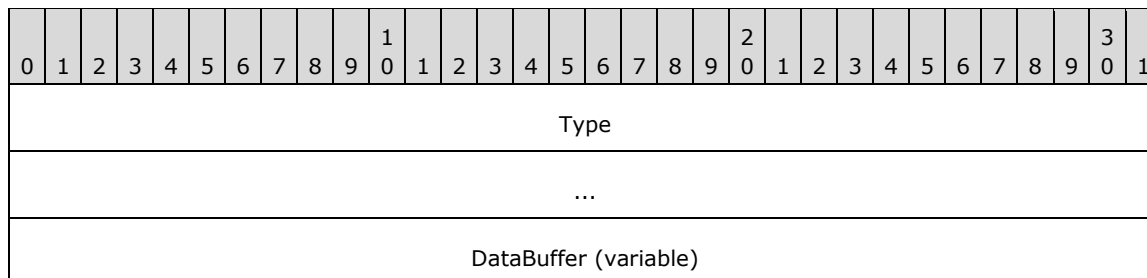 0 1 2 3 4 5 6 7 8 9 1 0 1 2 3 4 5 6 7 8 9 2 0 1 2 3 4 5 6 7 8 9 3 0 1
Type
...
DataBuffer (variable)